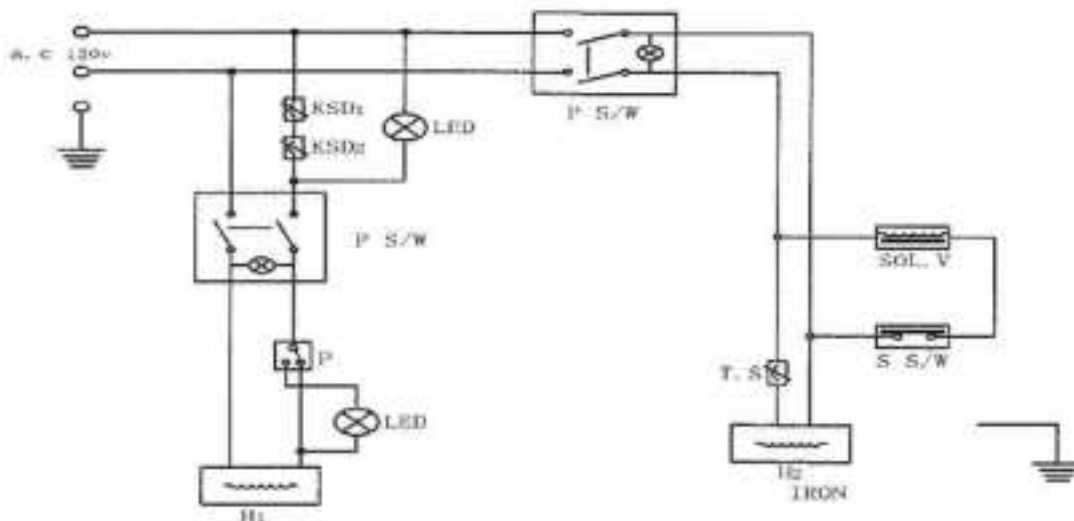 A.C 120v
P S/W
KSD1
LED
KSD2
P S/W
SOL.V
S S/W
P
T.S
LED
H1
H2
IRON